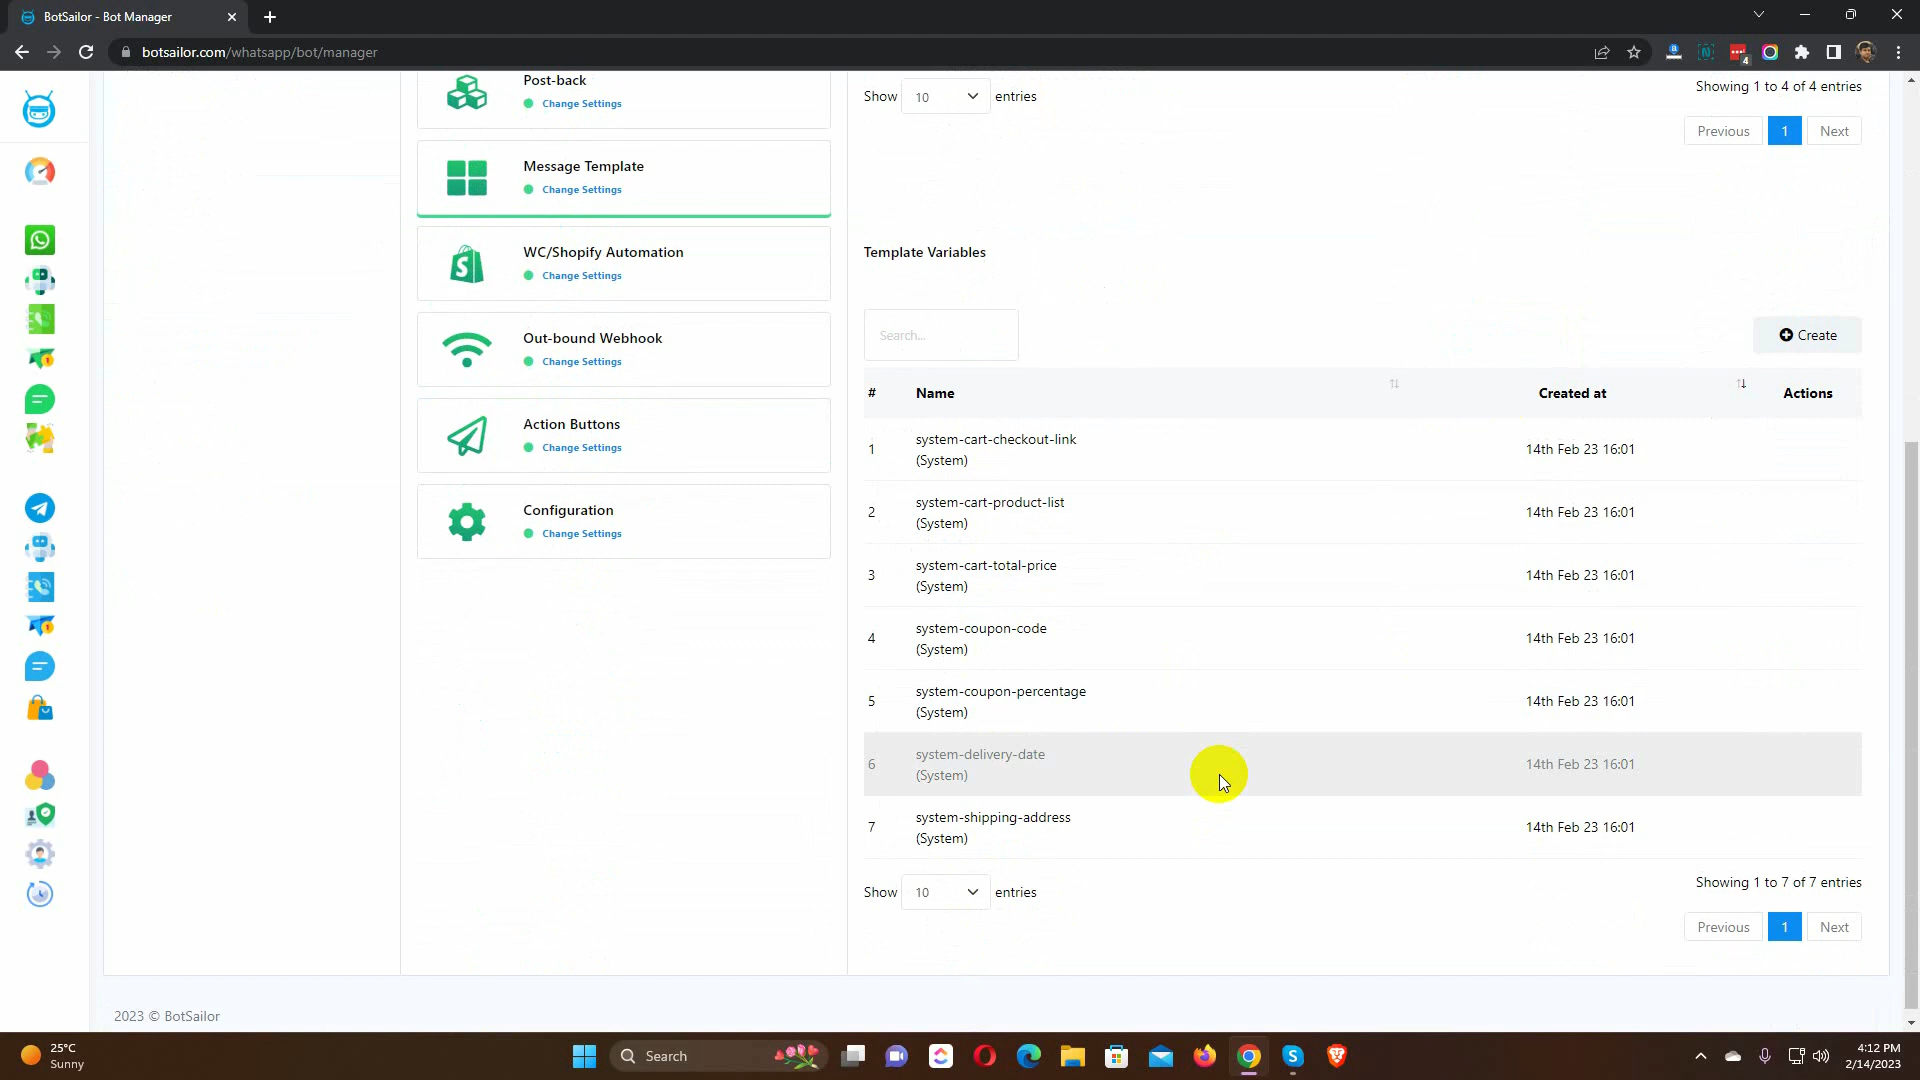 BotSailor - Bot Manager
botsailor.com/whatsapp/bot/manager
4
Post-back
Change Settings
Message Template
Change Settings
WC/Shopify Automation
Change Settings
Out-bound Webhook
Change Settings
Action Buttons
Change Settings
Configuration
Change Settings
Show 10 entries
Showing 1 to 4 of 4 entries
Previous 1 Next
Template Variables
Search...
Create
# Name Created at Actions
1 system-cart-checkout-link (System) 14th Feb 23 16:01
2 system-cart-product-list (System) 14th Feb 23 16:01
3 system-cart-total-price (System) 14th Feb 23 16:01
4 system-coupon-code (System) 14th Feb 23 16:01
5 system-coupon-percentage (System) 14th Feb 23 16:01
6 system-delivery-date (System) 14th Feb 23 16:01
7 system-shipping-address (System) 14th Feb 23 16:01
Show 10 entries
Showing 1 to 7 of 7 entries
Previous 1 Next
2023 © BotSailor
25°C
Sunny
Search
4:12 PM
2/14/2023